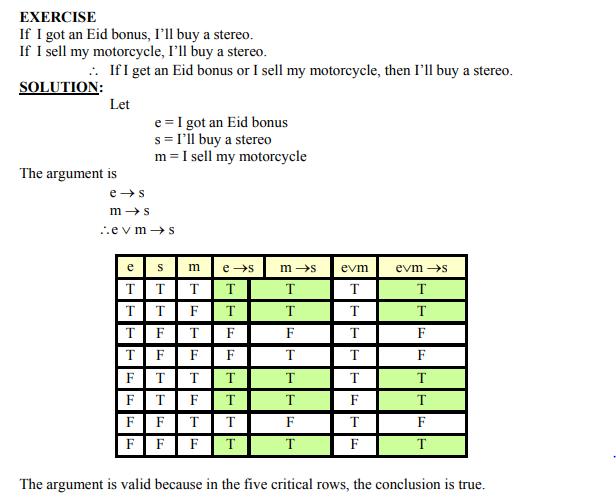 EXERCISE
If I got an Eid bonus, I'll buy a stereo.
If I sell my motorcycle, I'll buy a stereo.
∴ If I get an Eid bonus or I sell my motorcycle, then I'll buy a stereo.
SOLUTION:
Let
e = I got an Eid bonus
s = I'll buy a stereo
m = I sell my motorcycle
The argument is
e → s
m → s
∴ e ∨ m → s
e s m e →s m →s e∨m e∨m →s
T T T T T T T
T T F T T T T
T F T F F T F
T F F F T T F
F T T T T T T
F T F T T F T
F F T T F T F
F F F T T F T
The argument is valid because in the five critical rows, the conclusion is true.